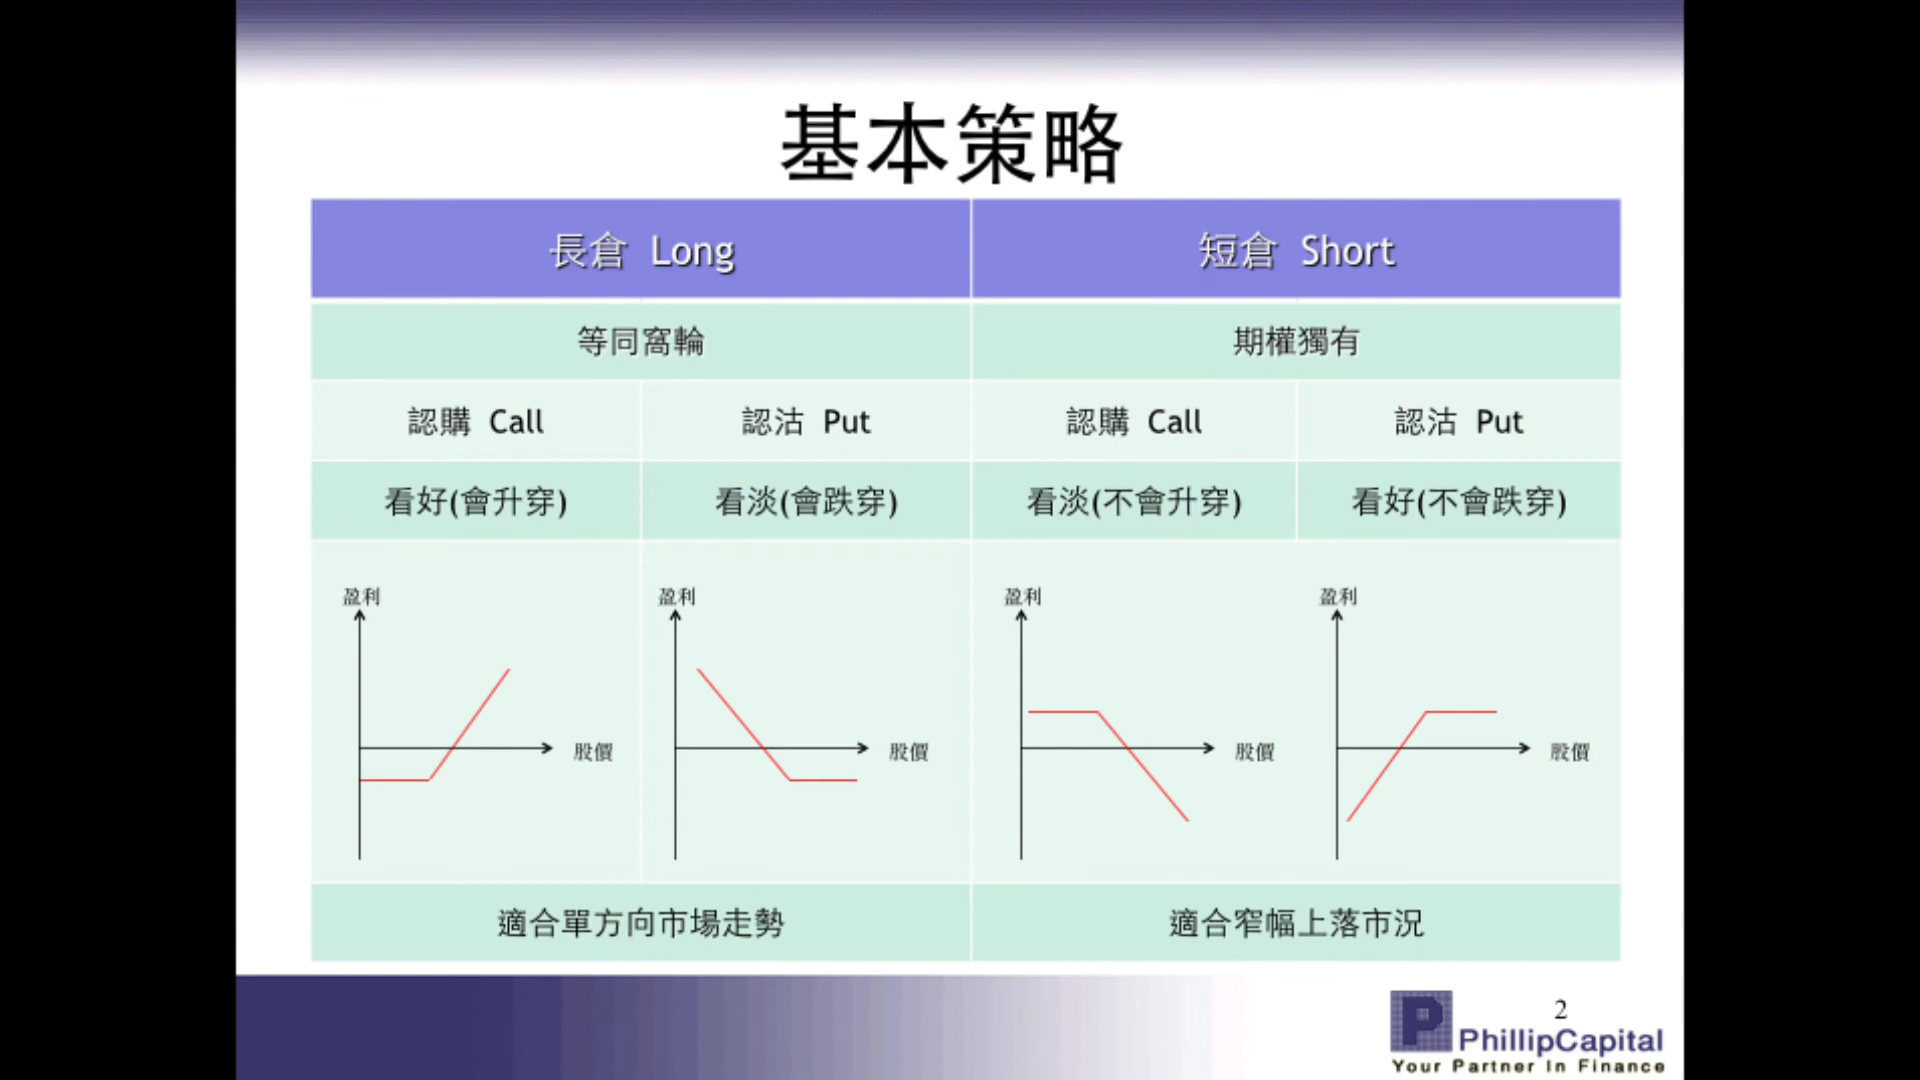 基本策略
長倉 Long
短倉 Short
等同窩輪
期權獨有
認購 Call
認沽 Put
認購 Call
認沽 Put
看好(會升穿)
看淡(會跌穿)
看淡(不會升穿)
看好(不會跌穿)
盈利
盈利
盈利
盈利
股價
股價
股價
股價
適合單方向市場走勢
適合窄幅上落市況
2
P
PhillipCapital
Your Partner In Finance